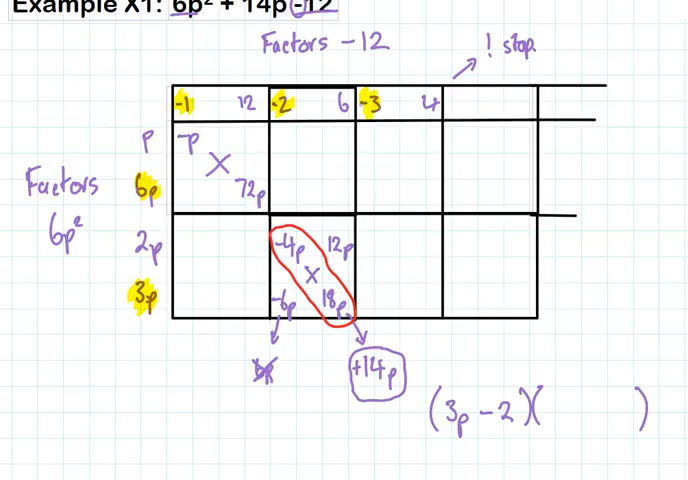 Example X1: 6p² + 14p -12
Factors -12
! stop
-1 12 -2 6 -3 4
p -p
Factors 6p 72p
6p²
2p -4p 12p
3p -6p 18p
+14p
(3p - 2)( )